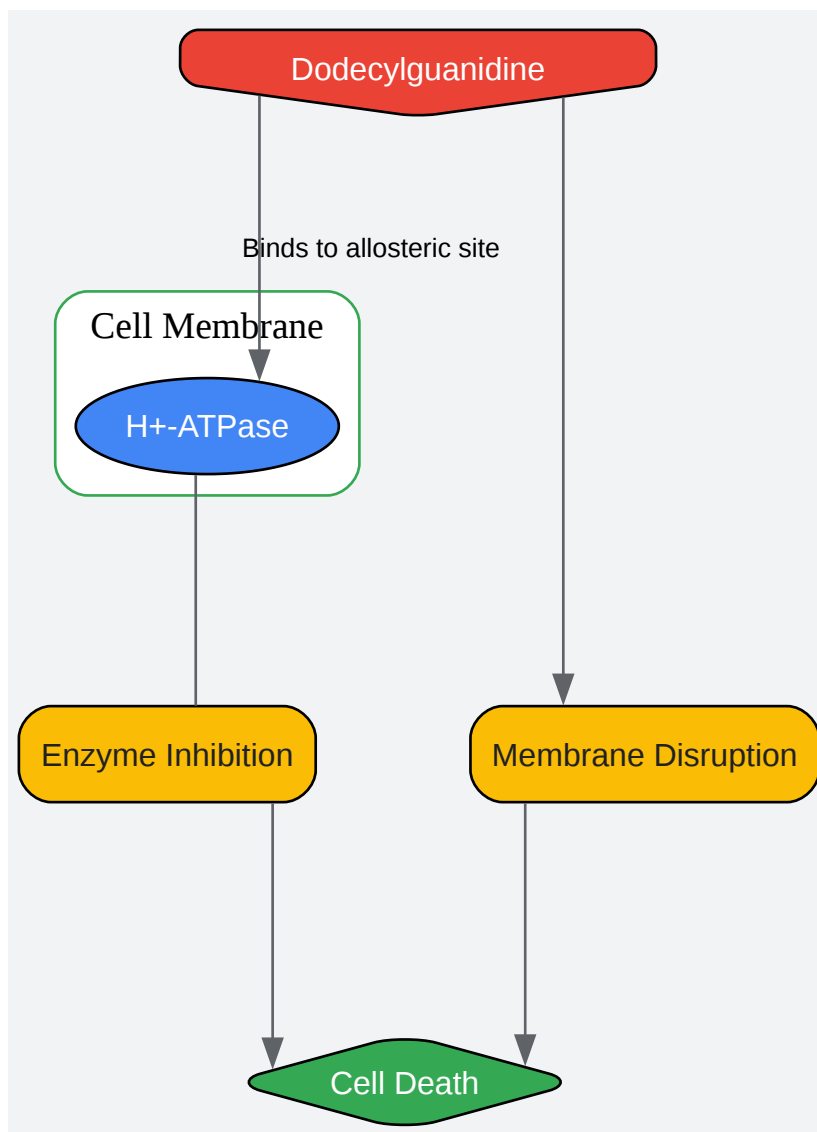 Dodecylguanidine
Binds to allosteric site
Cell Membrane
H+-ATPase
Enzyme Inhibition
Membrane Disruption
Cell Death